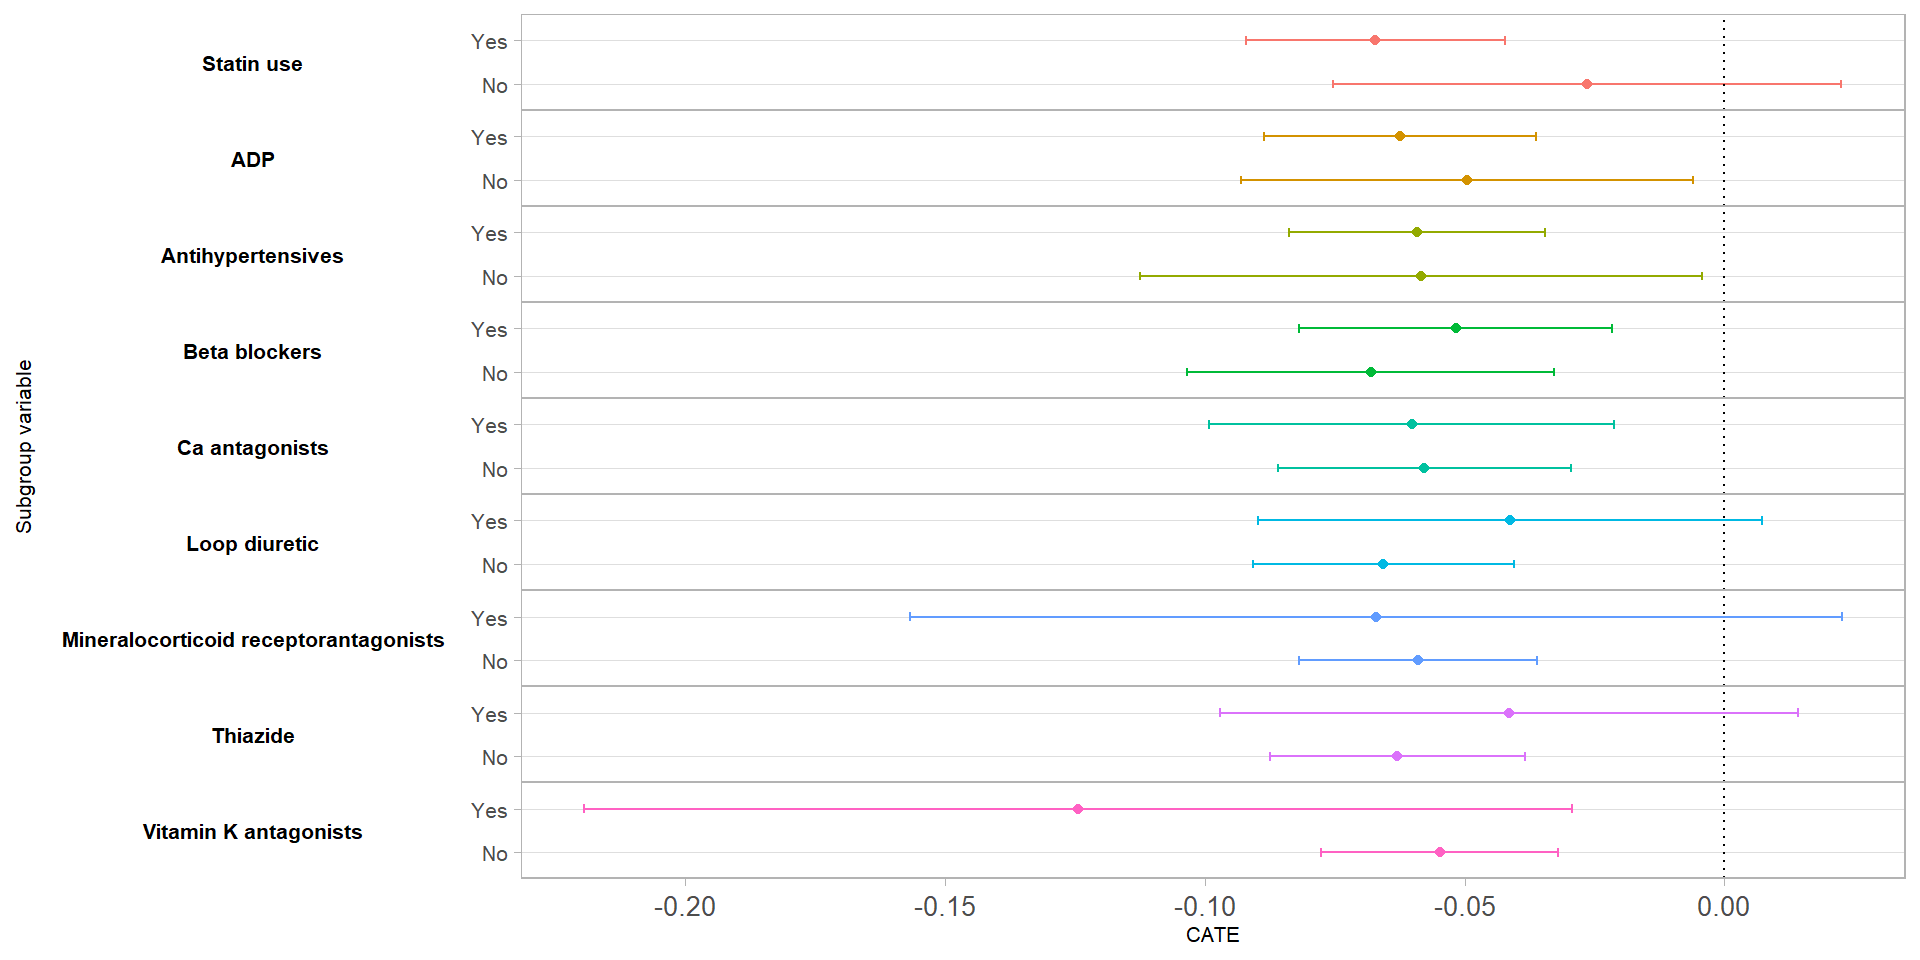 Subgroup variable
Statin use
Yes
No
ADP
Yes
No
Antihypertensives
Yes
No
Beta blockers
Yes
No
Ca antagonists
Yes
No
Loop diuretic
Yes
No
Mineralocorticoid receptorantagonists
Yes
No
Thiazide
Yes
No
Vitamin K antagonists
Yes
No
-0.20 -0.15 -0.10 -0.05 0.00
CATE